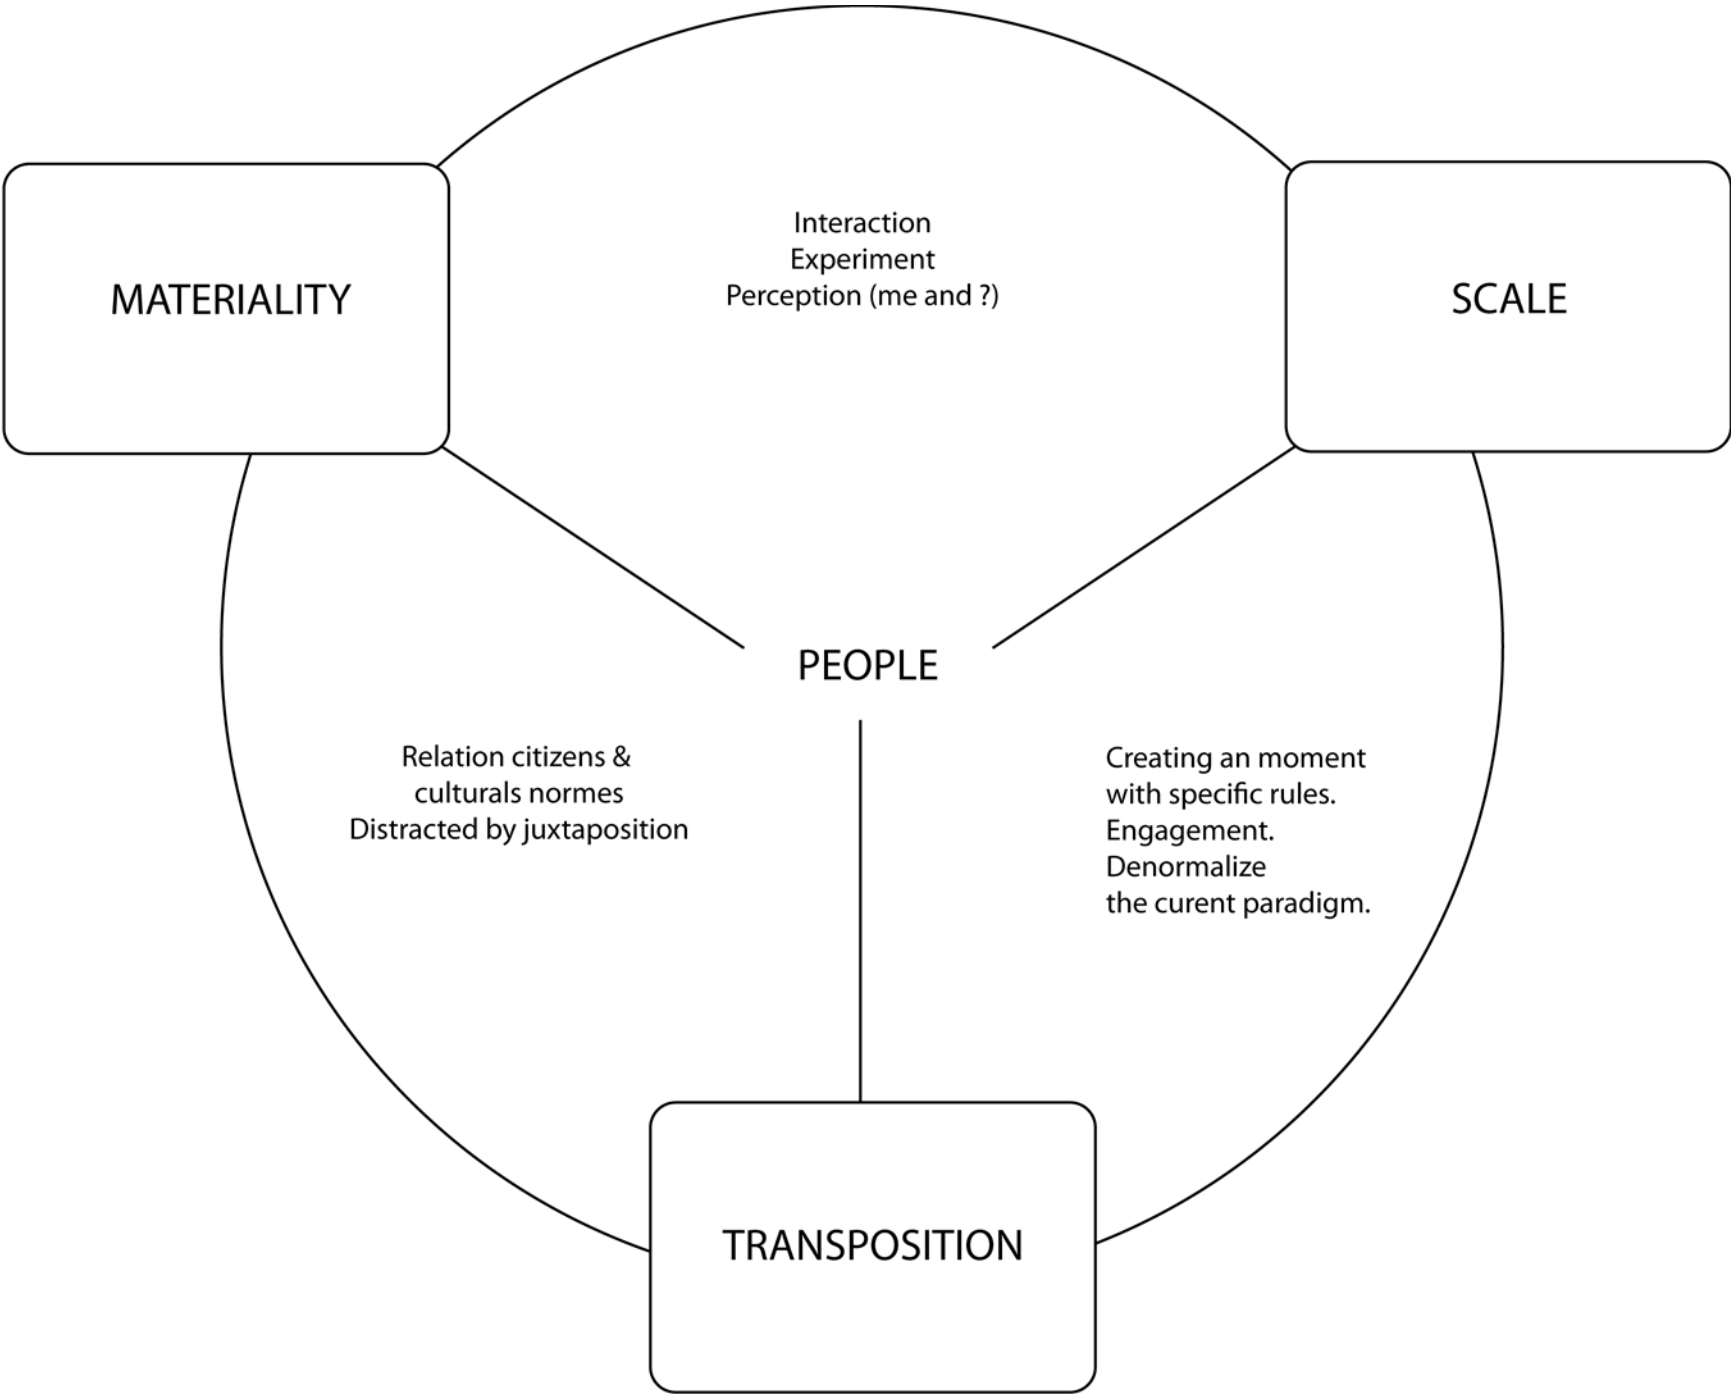 MATERIALITY
Interaction
Experiment
Perception (me and ?)
SCALE
PEOPLE
Relation citizens &
culturals normes
Distracted by juxtaposition
Creating an moment
with specific rules.
Engagement.
Denormalize
the curent paradigm.
TRANSPOSITION